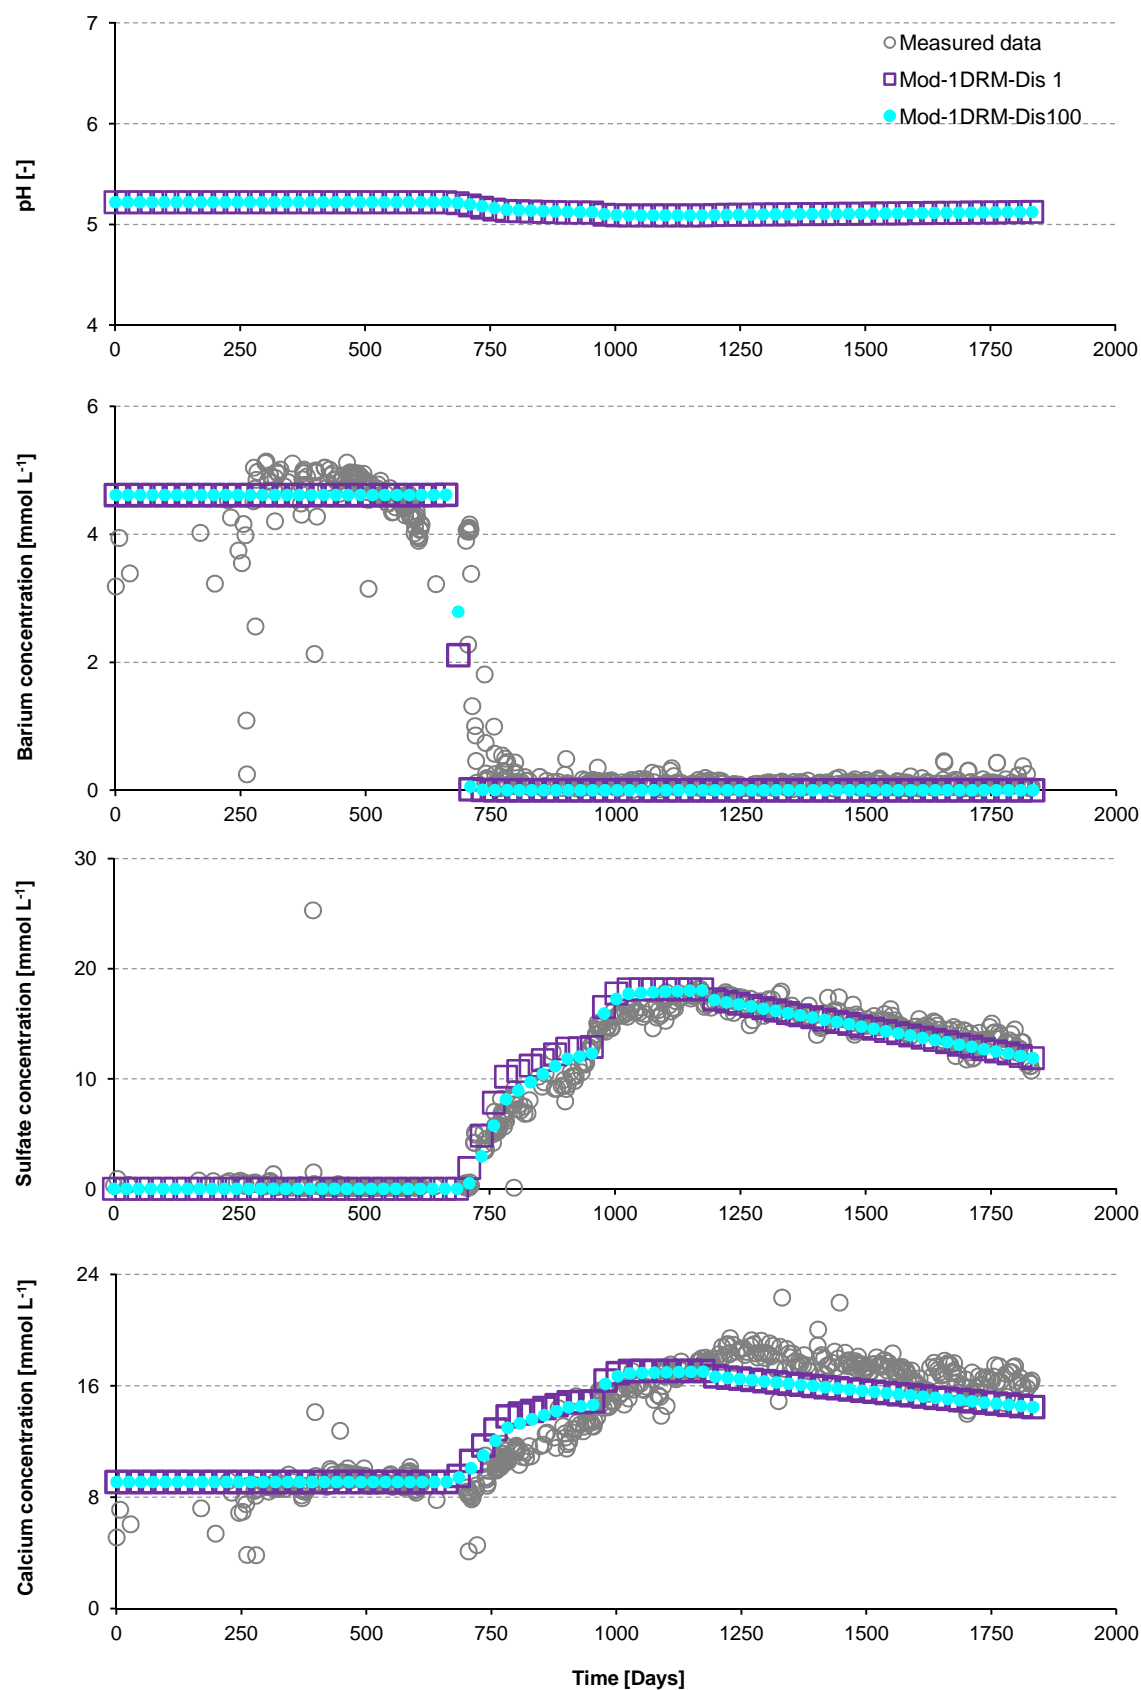 7
6
5
4
pH [-]
Measured data
Mod-1DRM-Dis 1
Mod-1DRM-Dis100
0 250 500 750 1000 1250 1500 1750 2000
6
4
2
0
Barium concentration [mmol L-1]
0 250 500 750 1000 1250 1500 1750 2000
30
20
10
0
Sulfate concentration [mmol L-1]
0 250 500 750 1000 1250 1500 1750 2000
24
16
8
0
Calcium concentration [mmol L-1]
0 250 500 750 1000 1250 1500 1750 2000
Time [Days]